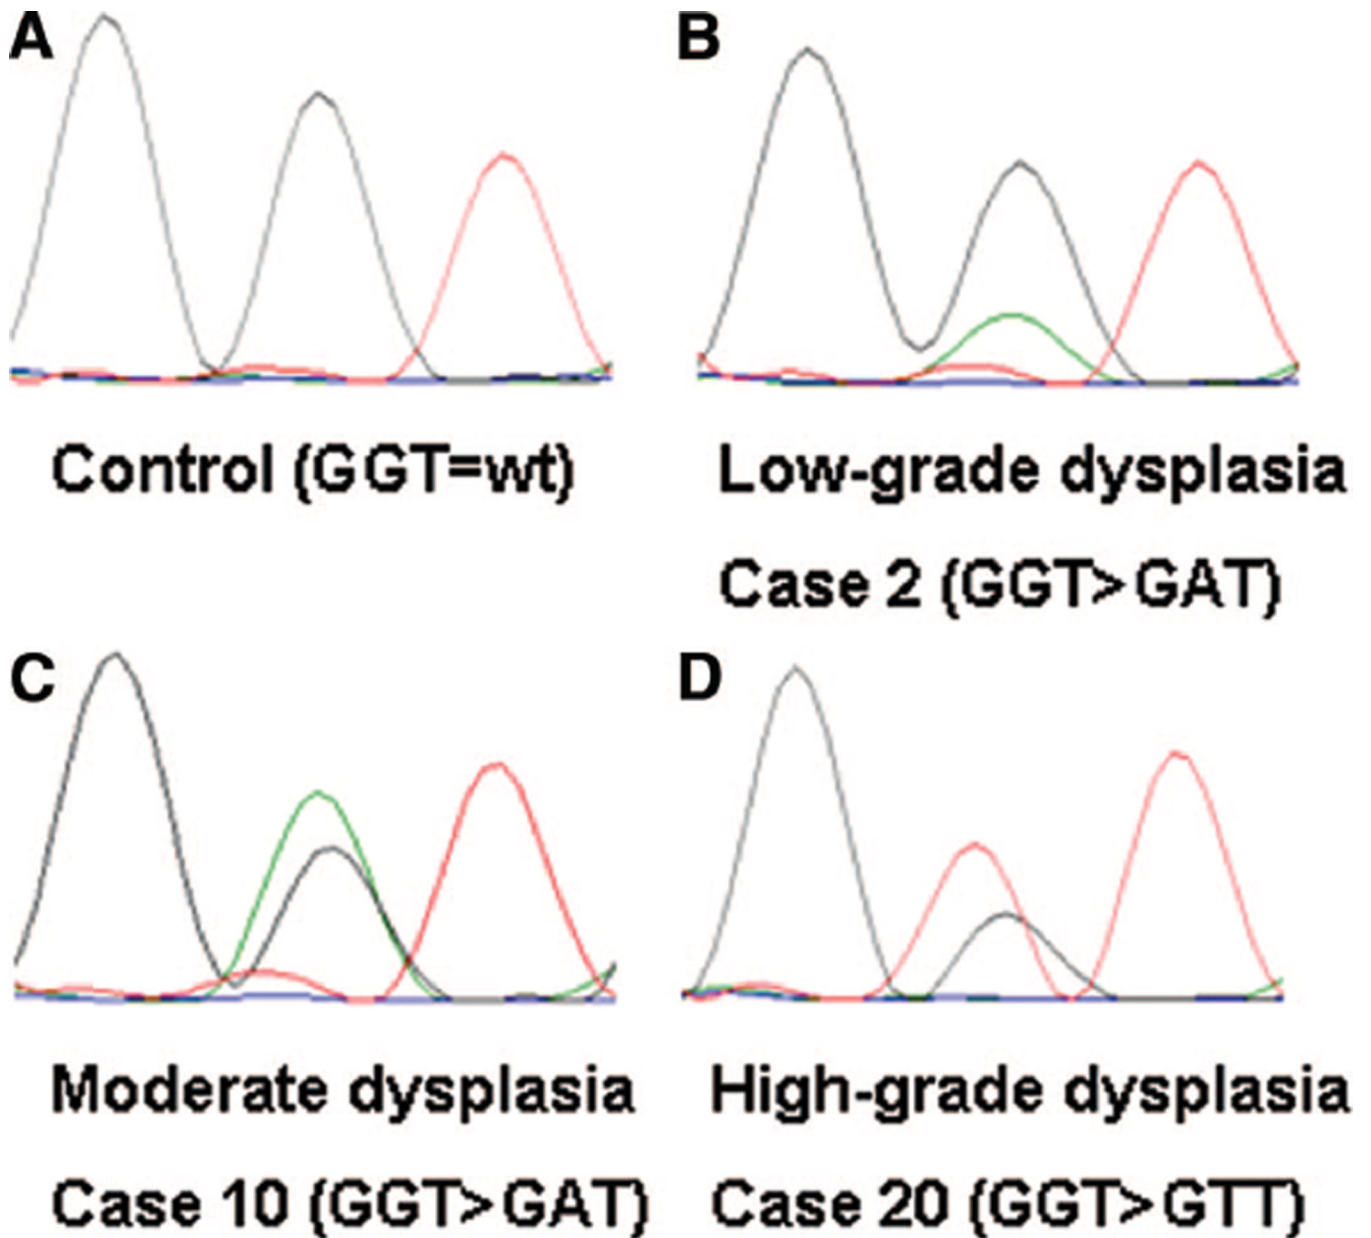 A
B
Control (GGT=wt)
Low-grade dysplasia
Case 2 (GGT>GAT)
C
D
Moderate dysplasia
High-grade dysplasia
Case 10 (GGT>GAT)
Case 20 (GGT>GTT)